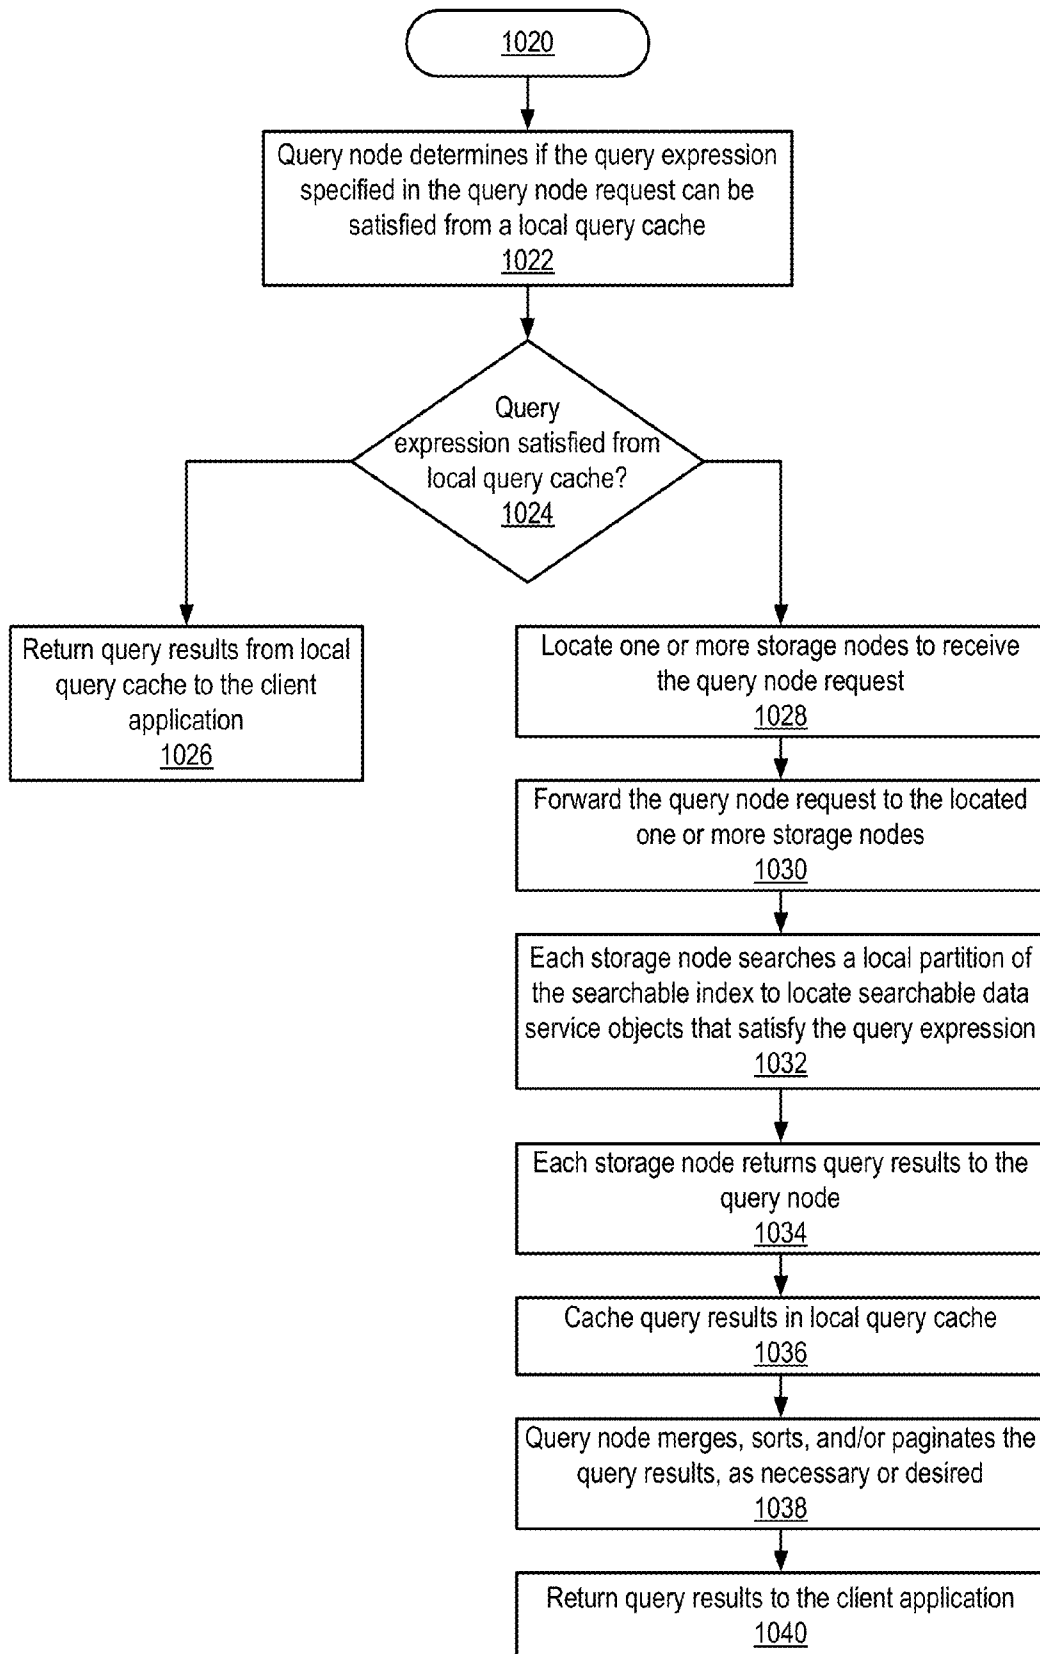 1020
Query node determines if the query expression
specified in the query node request can be
satisfied from a local query cache
1022
Query
expression satisfied from
local query cache?
1024
Return query results from local
query cache to the client
application
1026
Locate one or more storage nodes to receive
the query node request
1028
Forward the query node request to the located
one or more storage nodes
1030
Each storage node searches a local partition of
the searchable index to locate searchable data
service objects that satisfy the query expression
1032
Each storage node returns query results to the
query node
1034
Cache query results in local query cache
1036
Query node merges, sorts, and/or paginates the
query results, as necessary or desired
1038
Return query results to the client application
1040